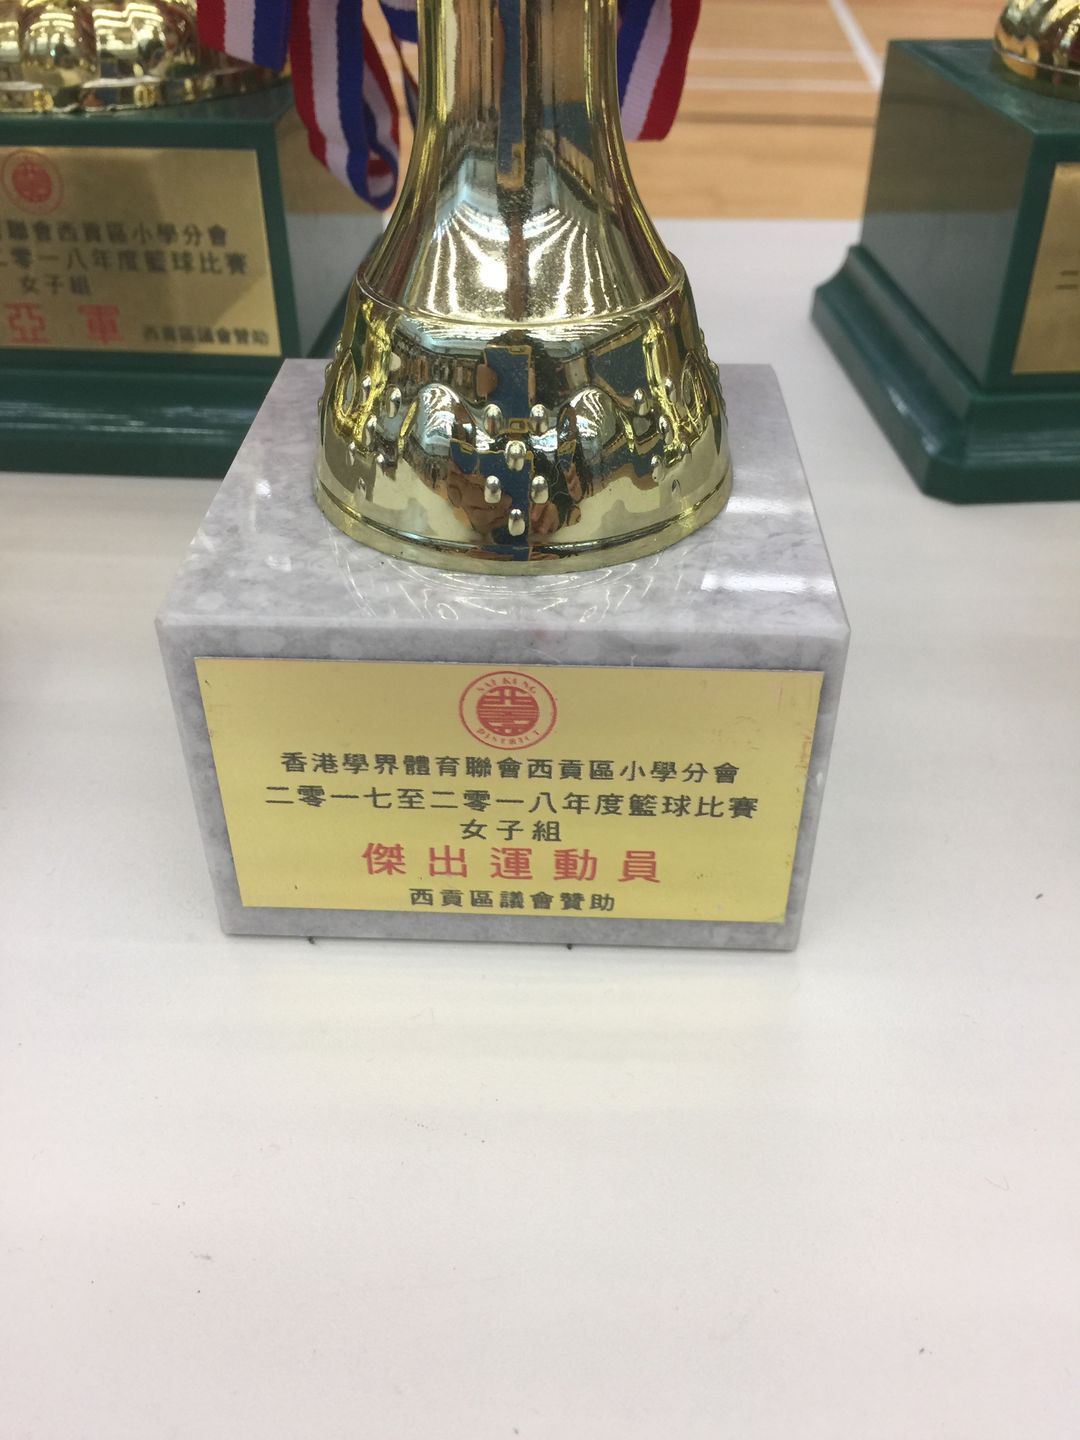 聯會西貢區小學分會
二零一八年度籃球比賽
女子組
亞軍
西貢區議會贊助
SAI KUNG
DISTRICT
香港學界體育聯會西貢區小學分會
二零一七至二零一八年度籃球比賽
女子組
傑出運動員
西貢區議會贊助
二